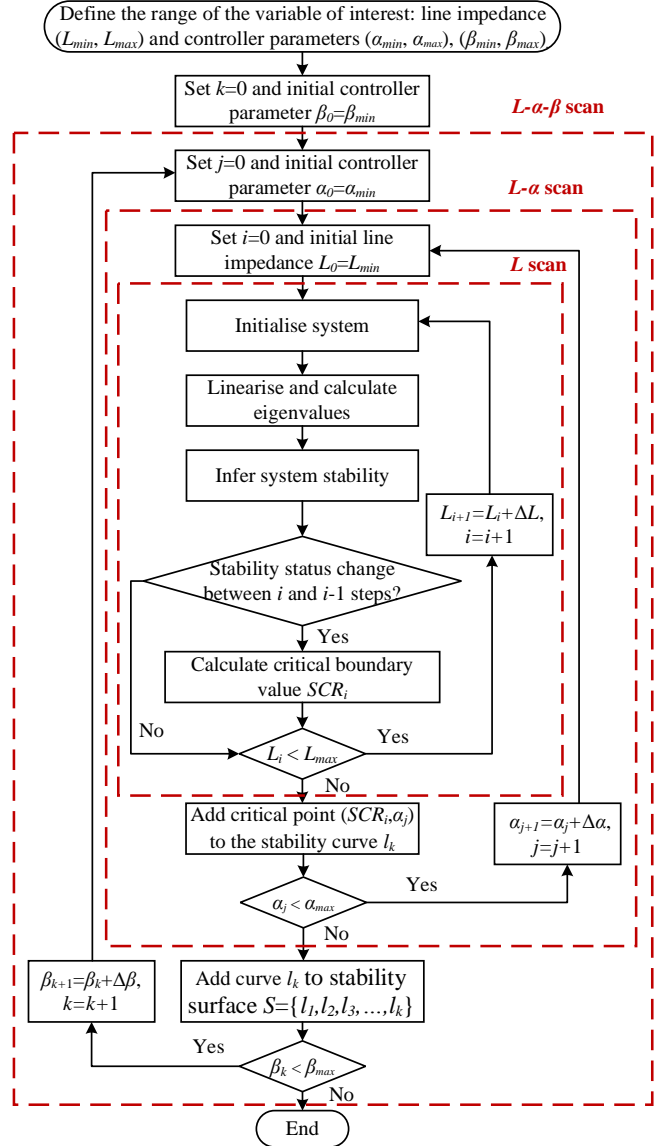 Define the range of the variable of interest: line impedance
(Lmin, Lmax) and controller parameters (αmin, αmax), (βmin, βmax)
Set k=0 and initial controller
parameter β0=βmin
L-α-β scan
Set j=0 and initial controller
parameter α0=αmin
L-α scan
Set i=0 and initial line
impedance L0=Lmin
L scan
Initialise system
Linearise and calculate
eigenvalues
Infer system stability
Li+1=Li+ΔL,
i=i+1
Stability status change
between i and i-1 steps?
Yes
Calculate critical boundary
value SCRi
No
Li < Lmax
Yes
No
Add critical point (SCRi,αj)
to the stability curve lk
αj+1=αj+Δα,
j=j+1
αj < αmax
Yes
No
Add curve lk to stability
surface S={l1,l2,l3,…,lk}
βk+1=βk+Δβ,
k=k+1
Yes
βk < βmax
No
End